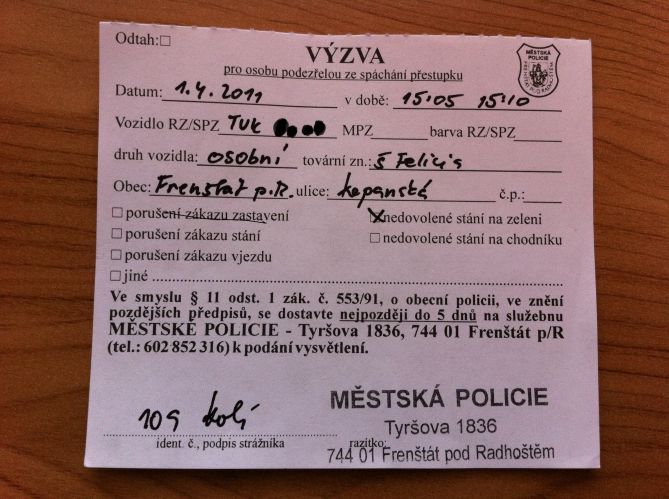 Odtah: ☐
MĚSTSKÁ POLICIE
VÝZVA
pro osobu podezřelou ze spáchání přestupku
Datum: 1.4.2011 v době: 15:05 15:10
Vozidlo RZ/SPZ TUK MPZ barva RZ/SPZ
druh vozidla: osobní tovární zn.: Š Felicia
Obec: Frenštat p.R. ulice: Kopanská č.p.:
☐ porušení zákazu zastavení ☒ nedovolené stání na zeleni
☐ porušení zákazu stání ☐ nedovolené stání na chodníku
☐ porušení zákazu vjezdu
☐ jiné
Ve smyslu § 11 odst. 1 zák. č. 553/91, o obecní policii, ve znění
pozdějších předpisů, se dostavte nejpozději do 5 dnů na služebnu
MĚSTSKÉ POLICIE - Tyršova 1836, 744 01 Frenštát p/R
(tel.: 602 852 316) k podání vysvětlení.
109
ident. č., podpis strážníka razítko:
MĚSTSKÁ POLICIE
Tyršova 1836
744 01 Frenštát pod Radhoštěm